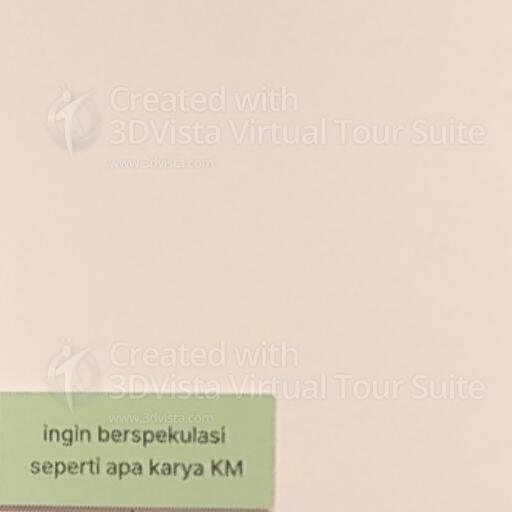 Created with
3DVista Virtual Tour Suite
www.3dvista.com
Created with
3DVista Virtual Tour Suite
www.3dvista.com
ingin berspekulasi
seperti apa karya KM